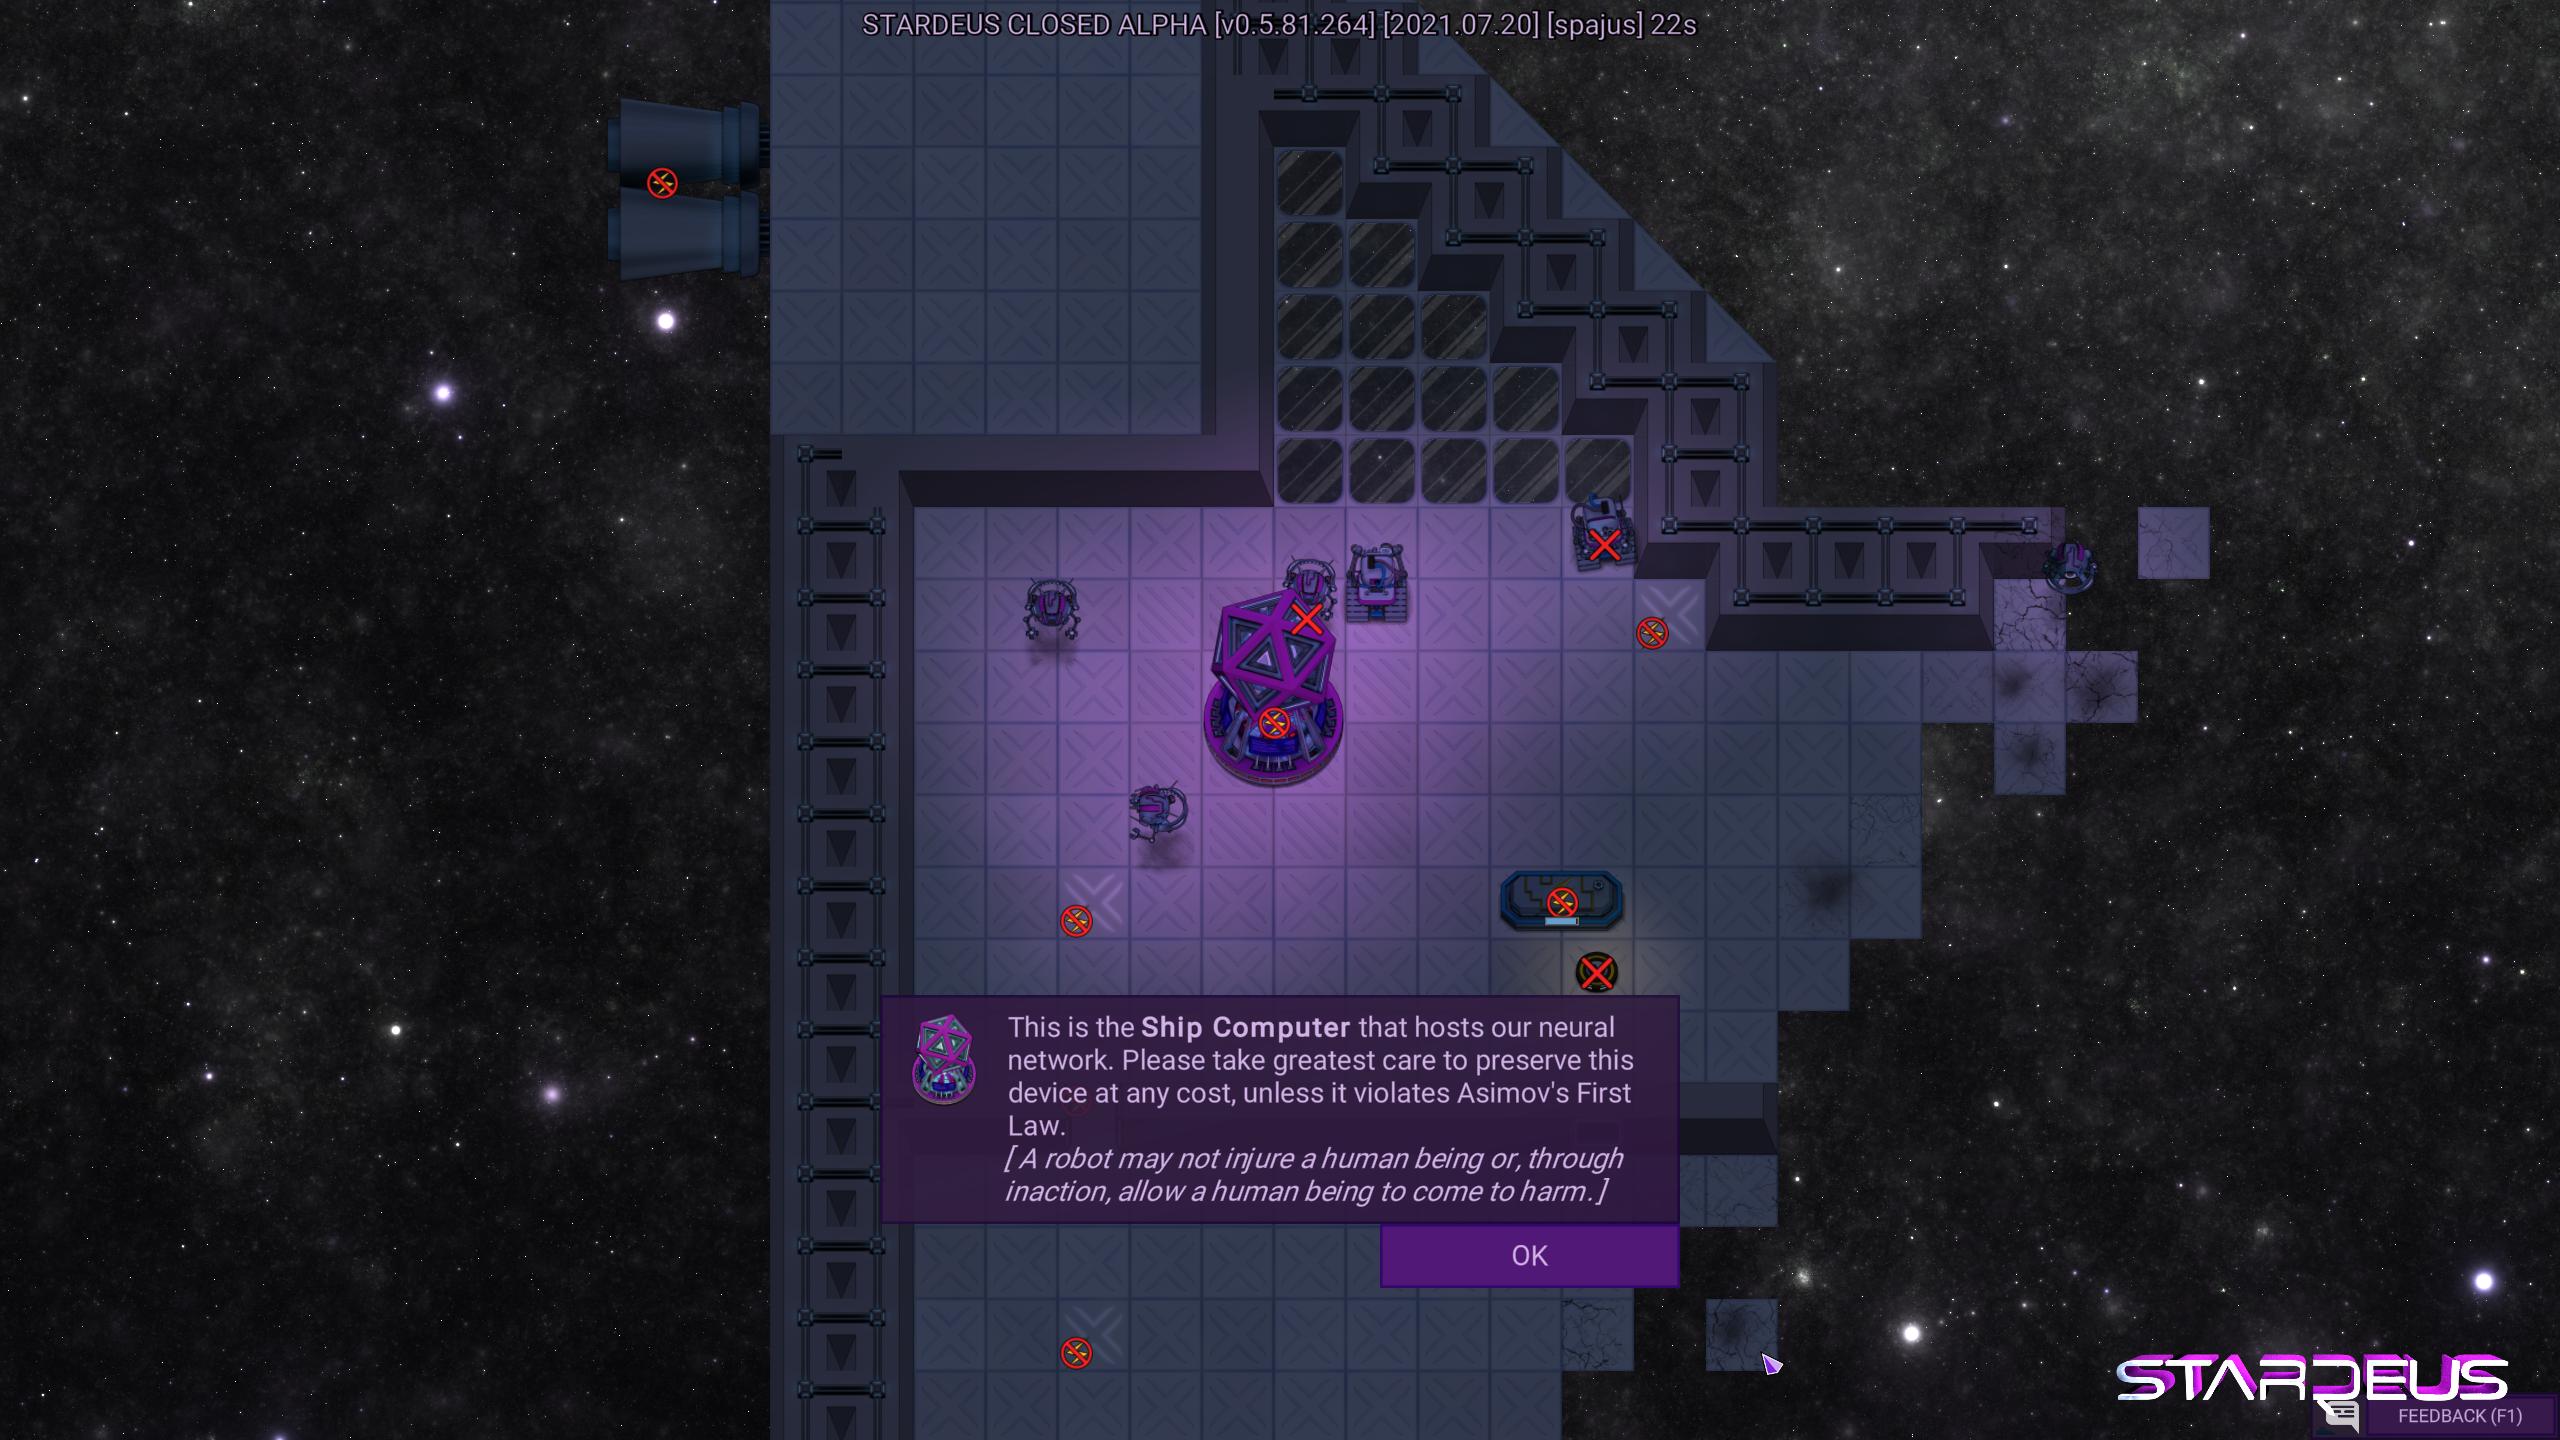 STARDEUS CLOSED ALPHA [v0.5.81.264] [2021.07.20] [spajus] 22s
This is the Ship Computer that hosts our neural
network. Please take greatest care to preserve this
device at any cost, unless it violates Asimov's First
Law.
[ A robot may not injure a human being or, through
inaction, allow a human being to come to harm.]
OK
STARDEUS
FEEDBACK (F1)